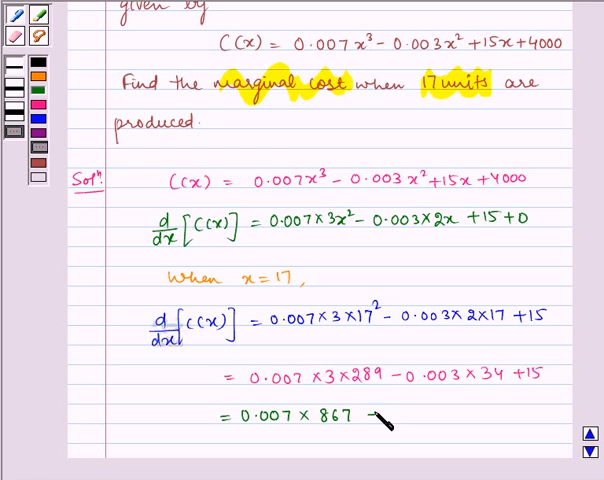 given by
C(x) = 0.007x³ - 0.003x² + 15x + 4000
Find the marginal cost when 17 units are
produced.
Solⁿ. C(x) = 0.007x³ - 0.003x² + 15x + 4000
d/dx [C(x)] = 0.007 × 3x² - 0.003 × 2x + 15 + 0
When x = 17,
d/dx [C(x)] = 0.007 × 3 × 17² - 0.003 × 2 × 17 + 15
= 0.007 × 3 × 289 - 0.003 × 34 + 15
= 0.007 × 867 -